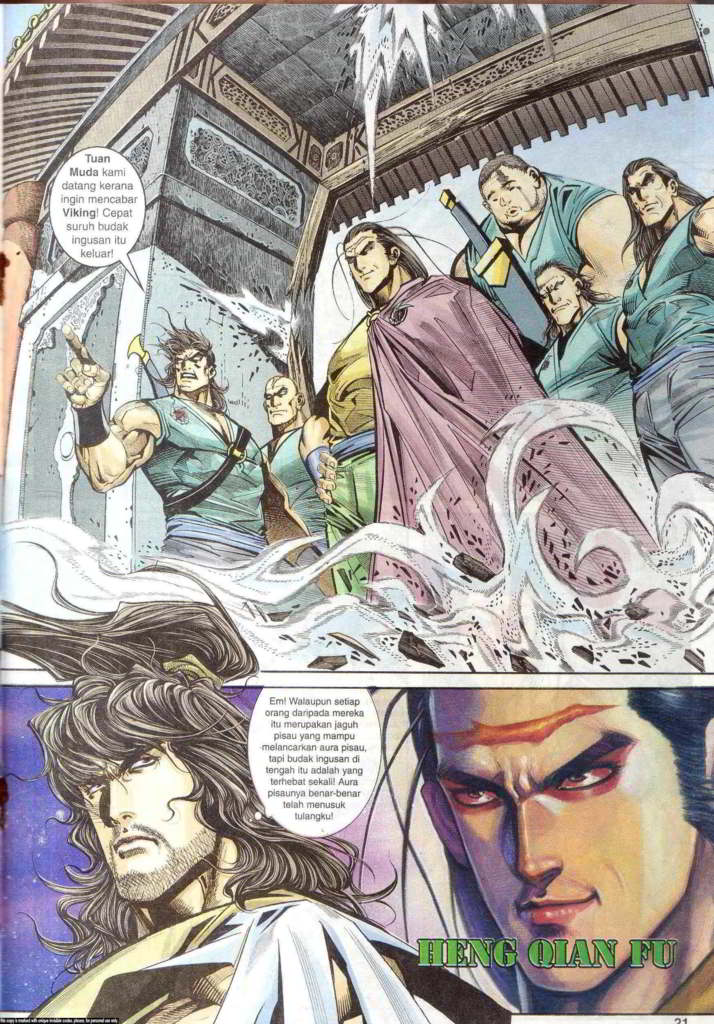 Tuan
Muda kami
datang kerana
ingin mencabar
Viking! Cepat
suruh budak
ingusan itu
keluar!
Em! Walaupun setiap
orang daripada mereka
itu merupakan jaguh
pisau yang mampu
melancarkan aura pisau,
tapi budak ingusan di
tengah itu adalah yang
terhebat sekali! Aura
pisaunya benar-benar
telah menusuk
tulangku!
HENG QIAN FU
21